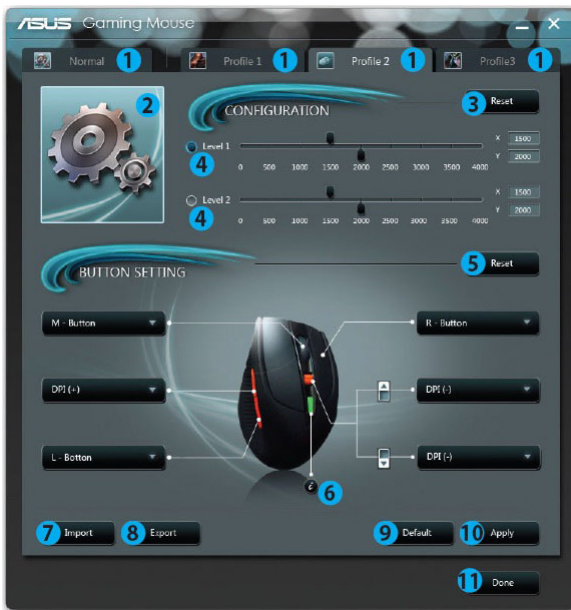 ASUS Gaming Mouse
Normal 1 Profile 1 1 Profile 2 1 Profile3 1
2
CONFIGURATION 3 Reset
Level 1 X 1500
4 Y 2000
0 500 1000 1500 2000 2500 3000 3500 4000
Level 2 X 1500
4 Y 2000
0 500 1000 1500 2000 2500 3000 3500 4000
BUTTON SETTING 5 Reset
M - Button R - Button
DPI (+) DPI (-)
L - Botton DPI (-)
i 6
7 Import 8 Export 9 Default 10 Apply
11 Done